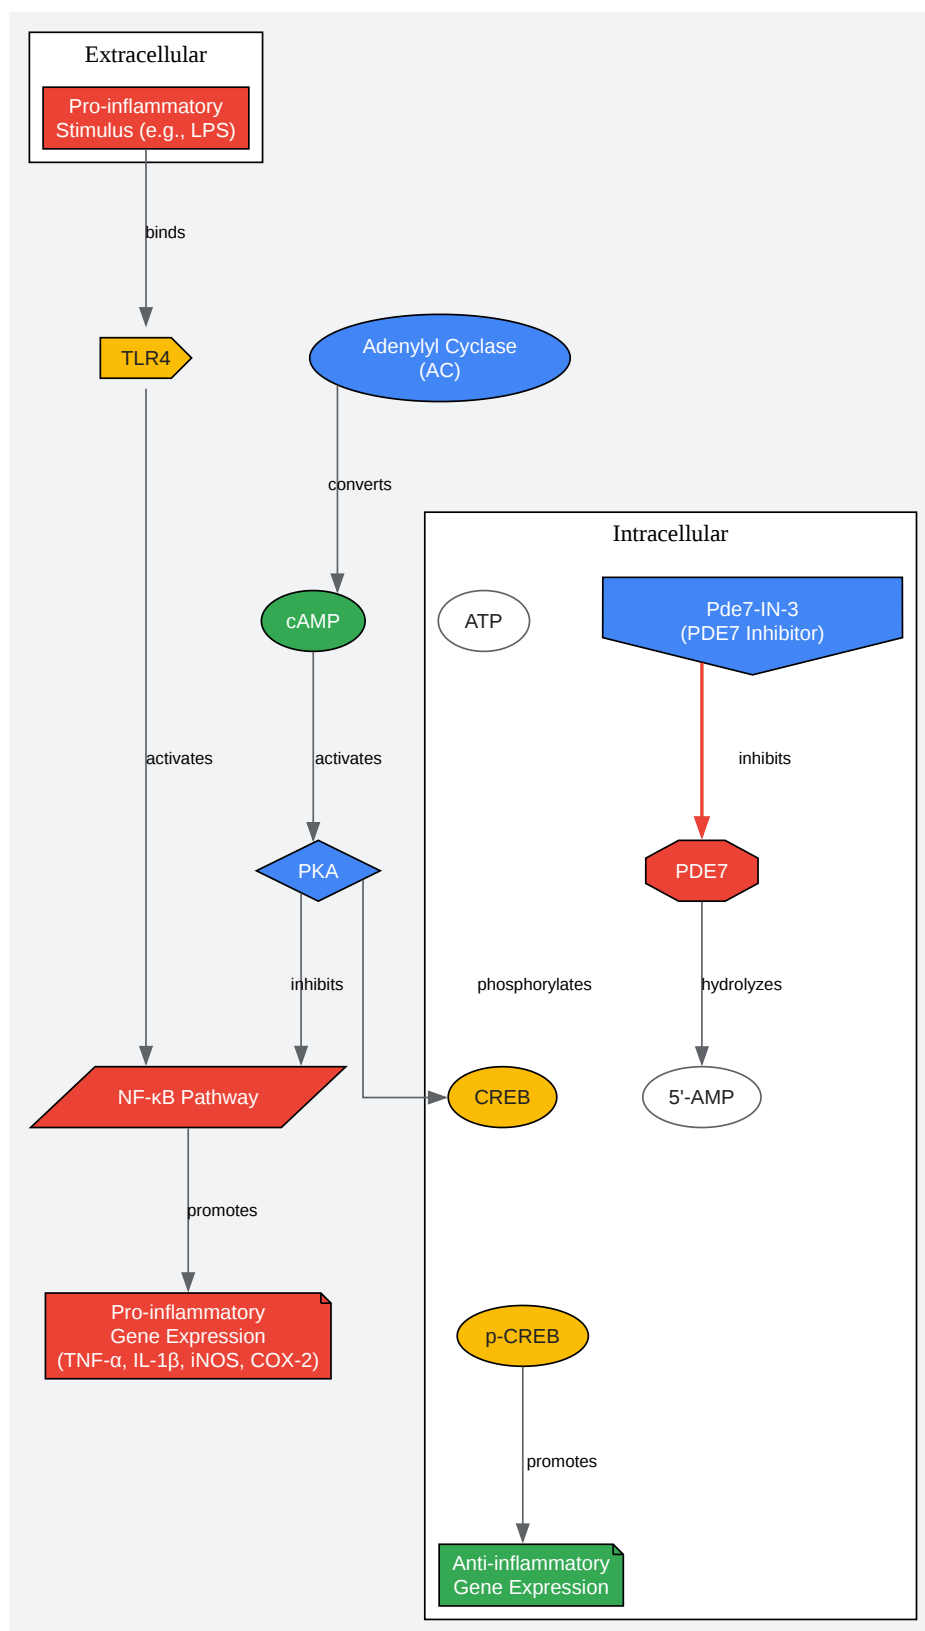 Extracellular
Pro-inflammatory
Stimulus (e.g., LPS)
binds
TLR4
Adenylyl Cyclase
(AC)
converts
Intracellular
cAMP
ATP
Pde7-IN-3
(PDE7 Inhibitor)
activates
activates
inhibits
PKA
PDE7
inhibits
phosphorylates
hydrolyzes
NF-κB Pathway
CREB
5'-AMP
promotes
Pro-inflammatory
Gene Expression
(TNF-α, IL-1β, iNOS, COX-2)
p-CREB
promotes
Anti-inflammatory
Gene Expression